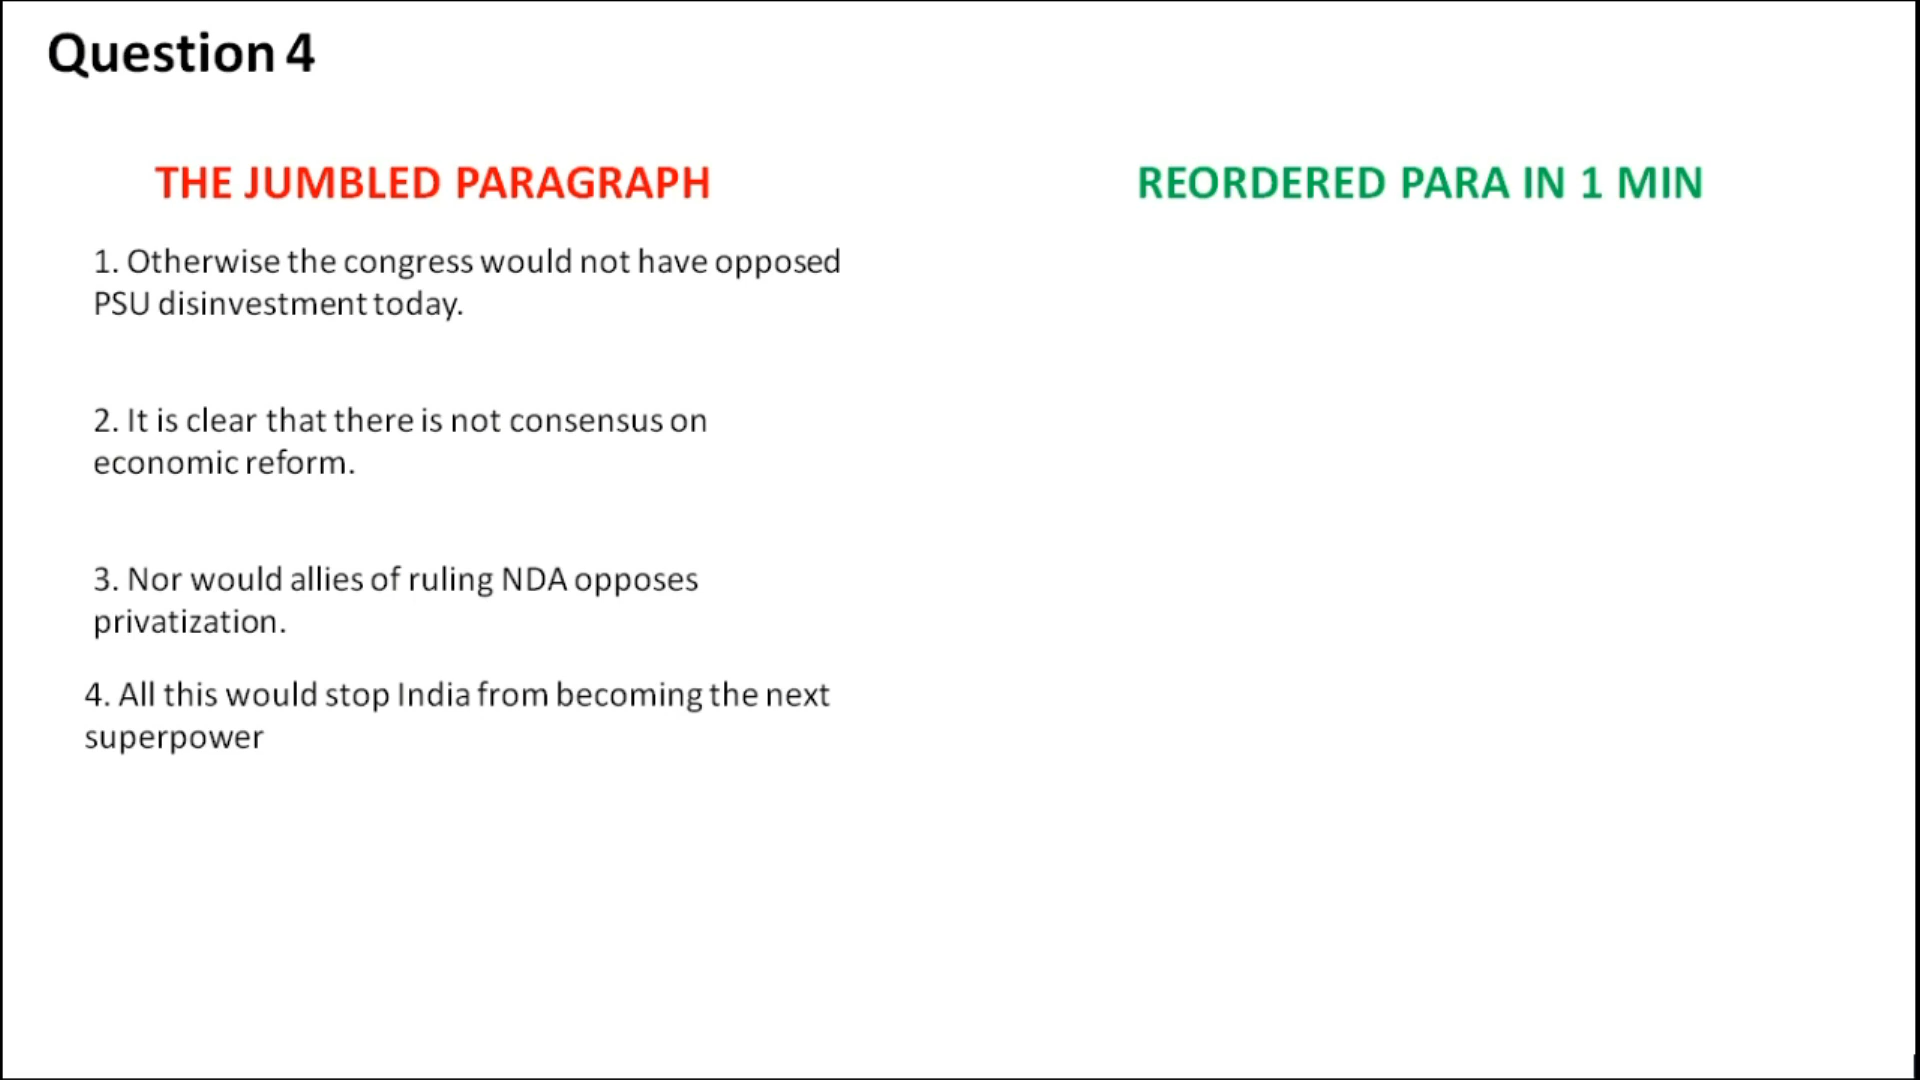 Question 4
THE JUMBLED PARAGRAPH
REORDERED PARA IN 1 MIN
1. Otherwise the congress would not have opposed
PSU disinvestment today.
2. It is clear that there is not consensus on
economic reform.
3. Nor would allies of ruling NDA opposes
privatization.
4. All this would stop India from becoming the next
superpower